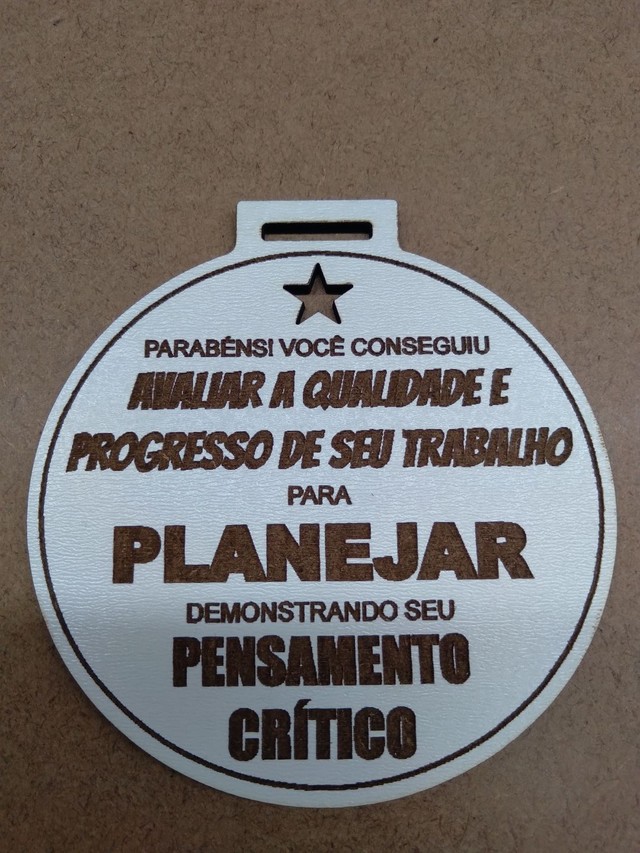 PARABÉNS! VOCÊ CONSEGUIU
AVALIAR A QUALIDADE E
PROGRESSO DE SEU TRABALHO
PARA
PLANEJAR
DEMONSTRANDO SEU
PENSAMENTO
CRÍTICO